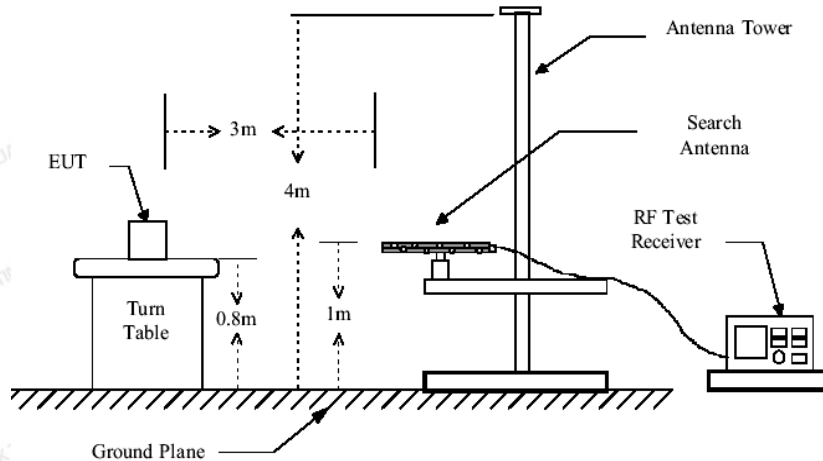 Antenna Tower
3m
Search
Antenna
EUT
4m
RF Test
Receiver
Turn
Table
0.8m
1m
Ground Plane